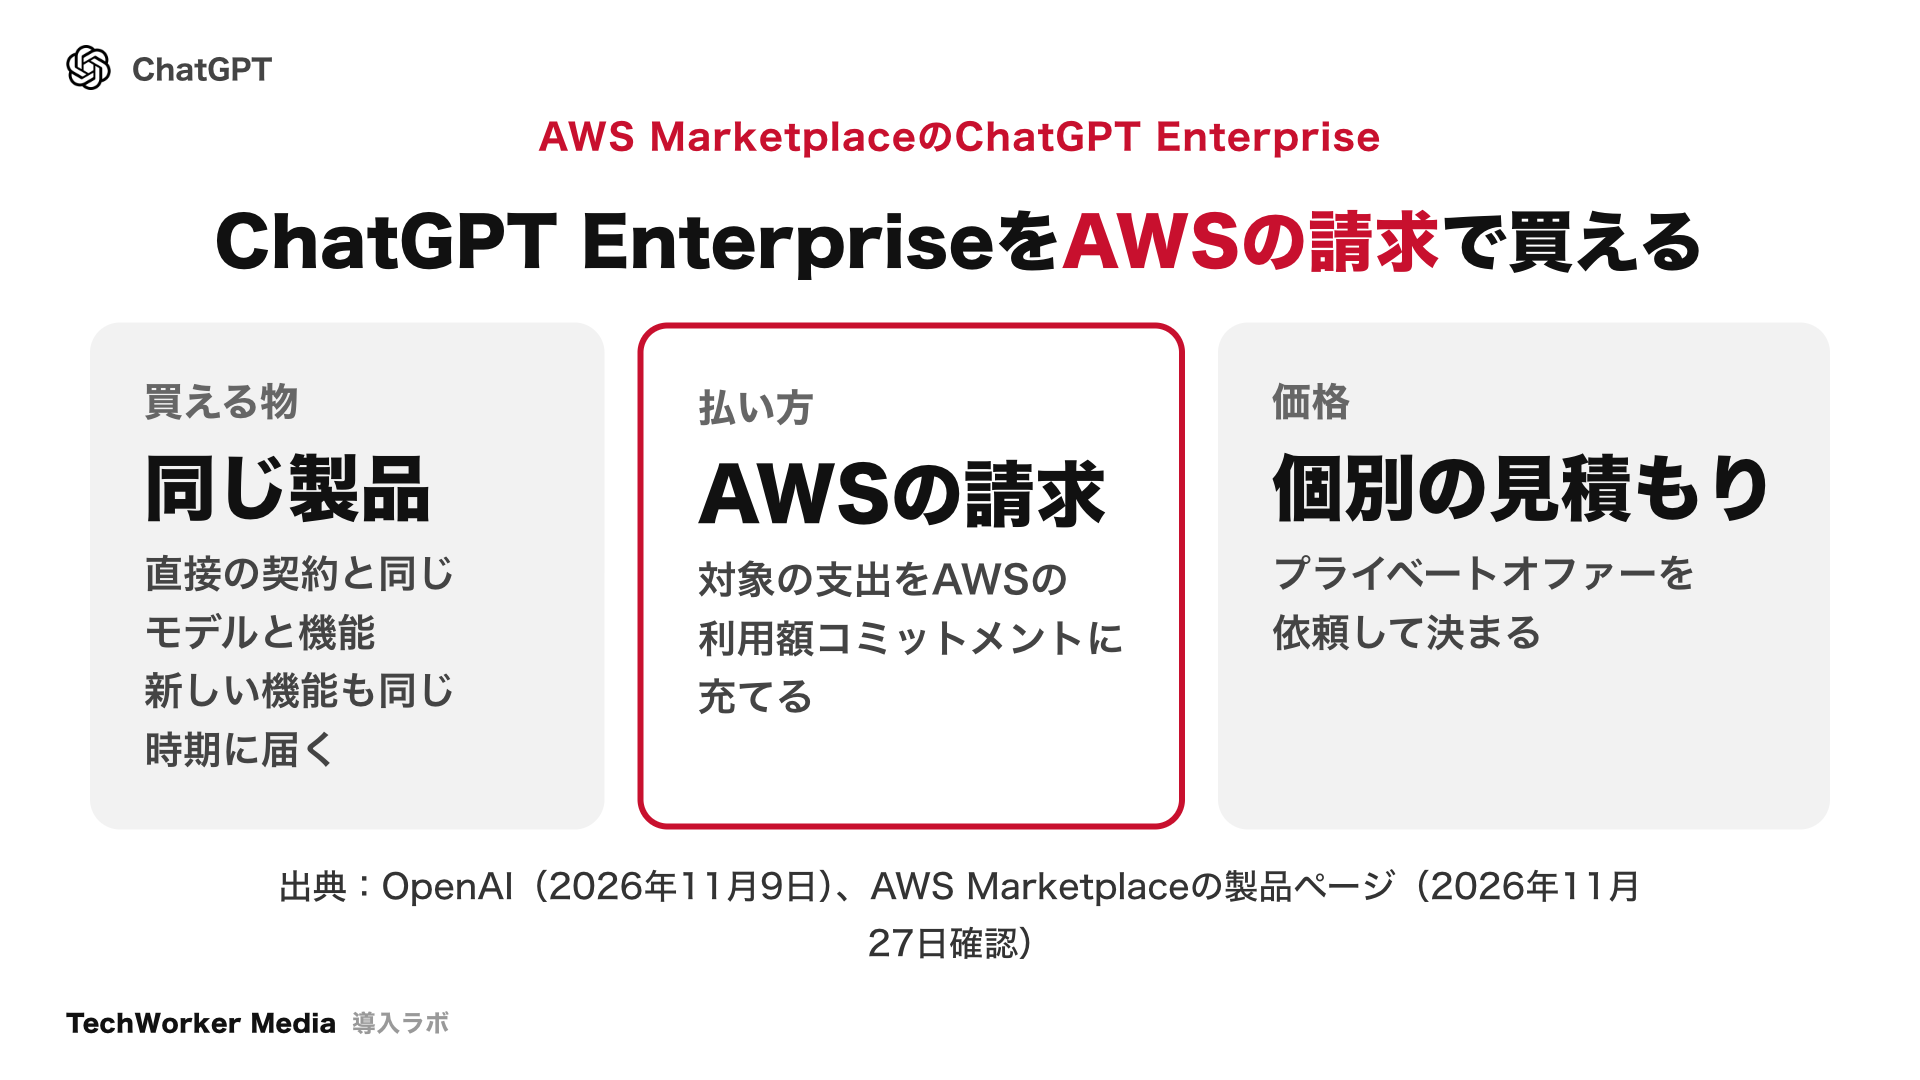 ChatGPT
AWS MarketplaceのChatGPT Enterprise
ChatGPT EnterpriseをAWSの請求で買える
買える物
同じ製品
直接の契約と同じ
モデルと機能
新しい機能も同じ
時期に届く
払い方
AWSの請求
対象の支出をAWSの
利用額コミットメントに
充てる
価格
個別の見積もり
プライベートオファーを
依頼して決まる
出典：OpenAI（2026年11月9日）、AWS Marketplaceの製品ページ（2026年11月
27日確認）
TechWorker Media 導入ラボ